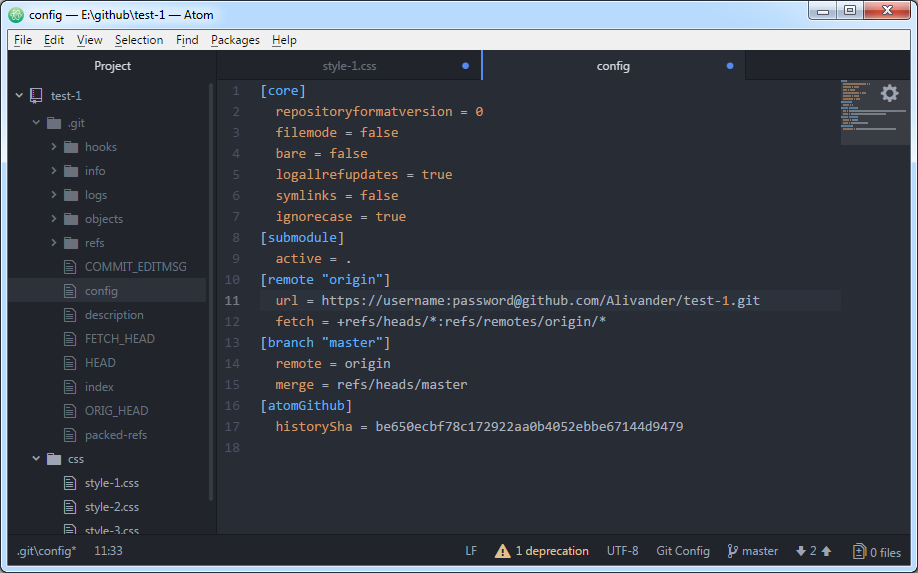 config — E:\github\test-1 — Atom
File Edit View Selection Find Packages Help
Project
style-1.css
config
test-1
.git
hooks
info
logs
objects
refs
COMMIT_EDITMSG
config
description
FETCH_HEAD
HEAD
index
ORIG_HEAD
packed-refs
css
style-1.css
style-2.css
style-3.css
1 [core]
2 repositoryformatversion = 0
3 filemode = false
4 bare = false
5 logallrefupdates = true
6 symlinks = false
7 ignorecase = true
8 [submodule]
9 active = .
10 [remote "origin"]
11 url = https://username:password@github.com/Alivander/test-1.git
12 fetch = +refs/heads/*:refs/remotes/origin/*
13 [branch "master"]
14 remote = origin
15 merge = refs/heads/master
16 [atomGithub]
17 historySha = be650ecbf78c172922aa0b4052ebbe67144d9479
18
.git\config* 11:33 LF 1 deprecation UTF-8 Git Config master 2 0 files